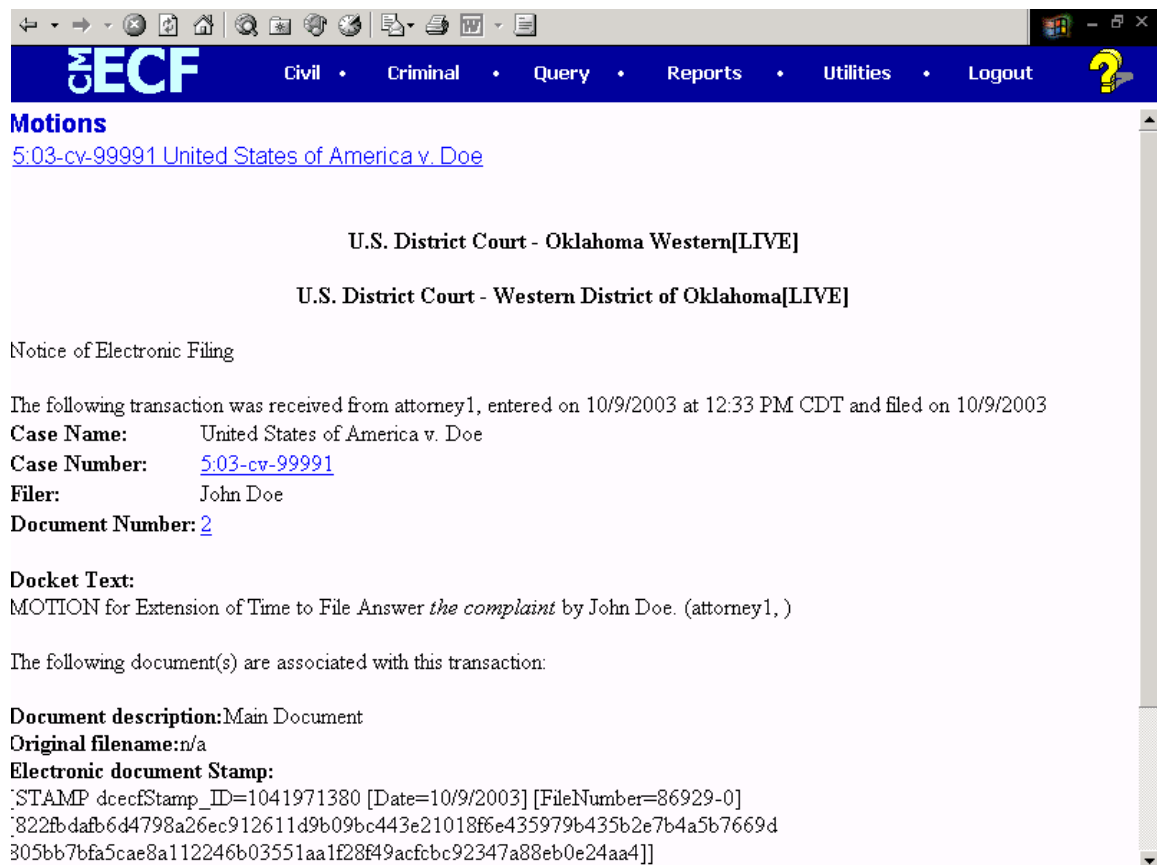 CM ECF Civil • Criminal • Query • Reports • Utilities • Logout ?
Motions
5:03-cv-99991 United States of America v. Doe
U.S. District Court - Oklahoma Western[LIVE]
U.S. District Court - Western District of Oklahoma[LIVE]
Notice of Electronic Filing
The following transaction was received from attorney1, entered on 10/9/2003 at 12:33 PM CDT and filed on 10/9/2003
Case Name: United States of America v. Doe
Case Number: 5:03-cv-99991
Filer: John Doe
Document Number: 2
Docket Text:
MOTION for Extension of Time to File Answer the complaint by John Doe. (attorney1, )
The following document(s) are associated with this transaction:
Document description:Main Document
Original filename:n/a
Electronic document Stamp:
[STAMP dcecfStamp_ID=1041971380 [Date=10/9/2003] [FileNumber=86929-0]
[822fbdafb6d4798a26ec912611d9b09bc443e21018f6e435979b435b2e7b4a5b7669d
805bb7bfa5cae8a112246b03551aa1f28f49acfcbc92347a88eb0e24aa4]]